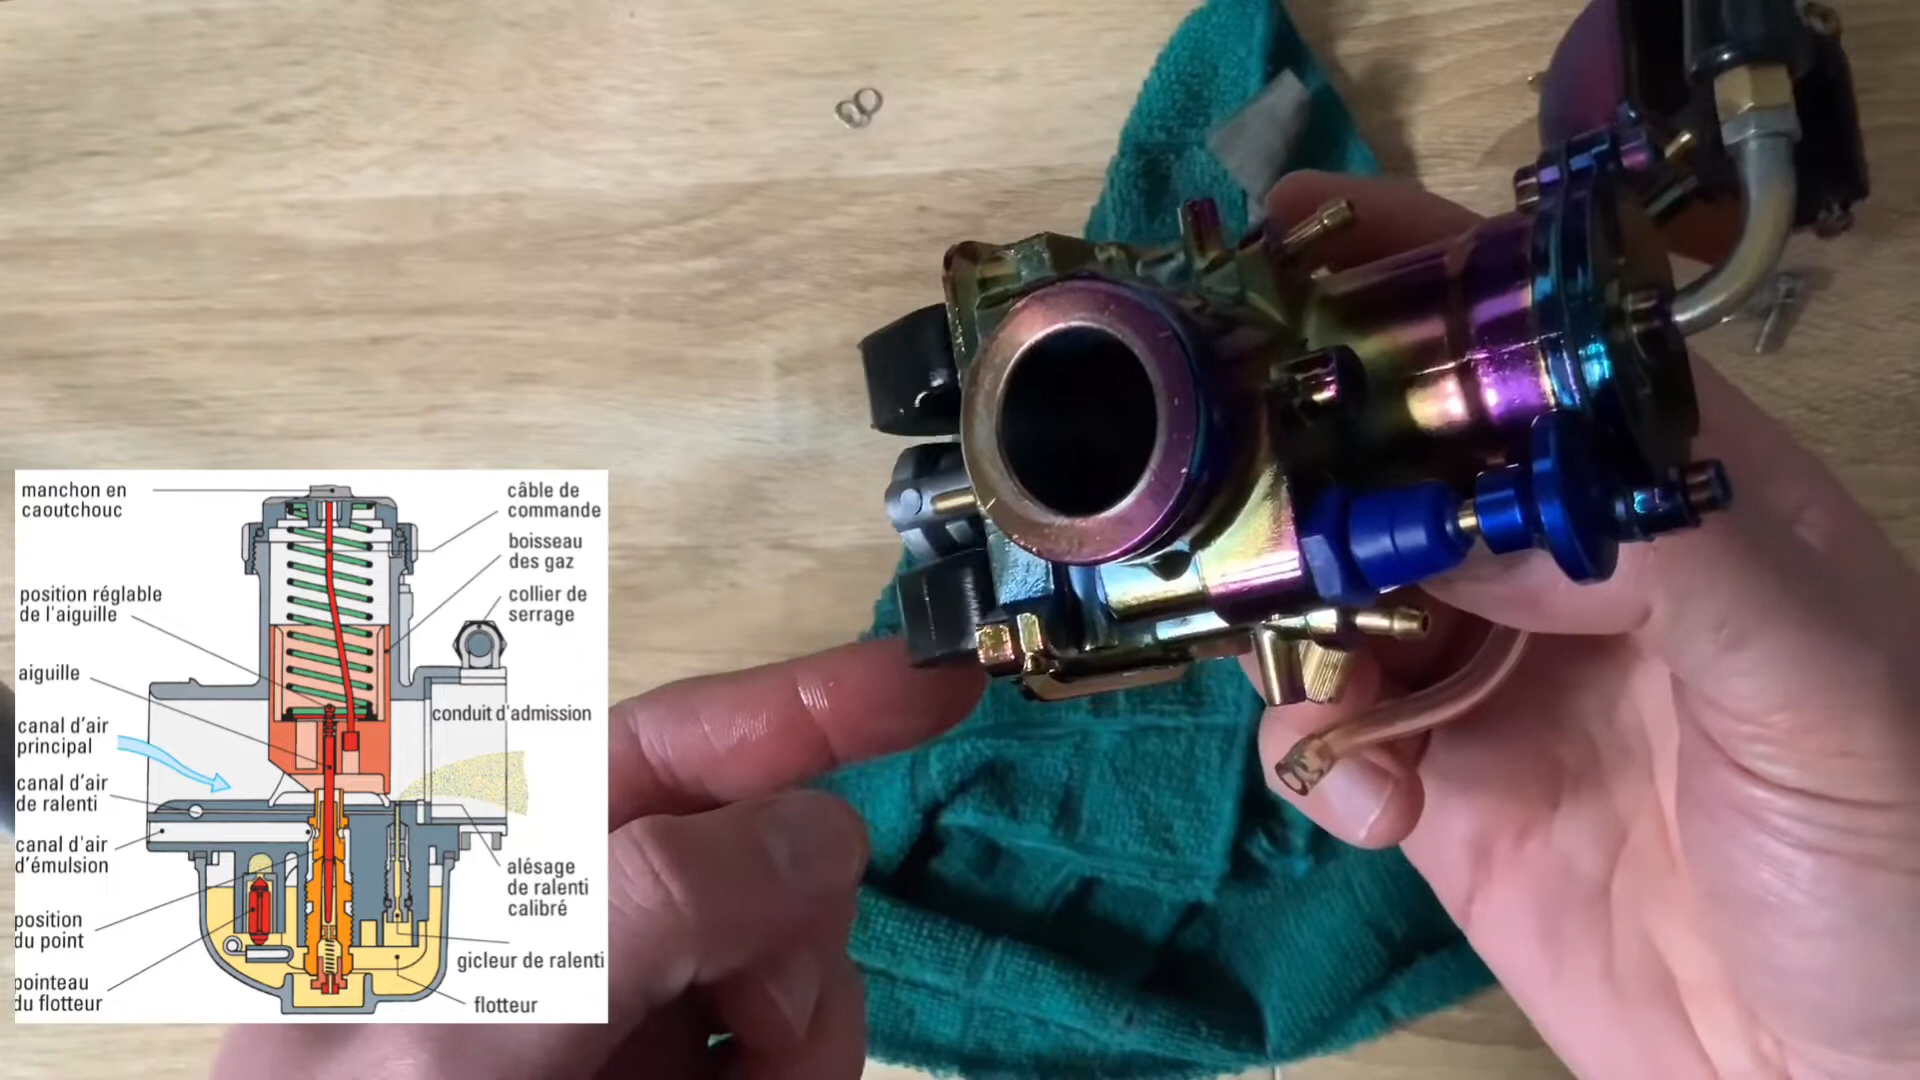 manchon en
caoutchouc
position réglable
de l'aiguille
aiguille
canal d'air
principal
canal d'air
de ralenti
canal d'air
d'émulsion
position
du point
pointeau
du flotteur
câble de
commande
boisseau
des gaz
collier de
serrage
conduit d'admission
alésage
de ralenti
calibré
gicleur de ralenti
flotteur